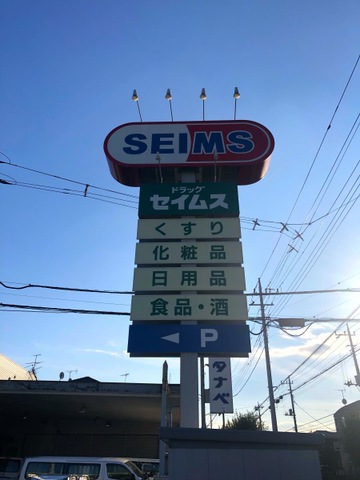 SEIMS
ドラッグ
セイムス
くすり
化粧品
日用品
食品・酒
◀ P
タナベ